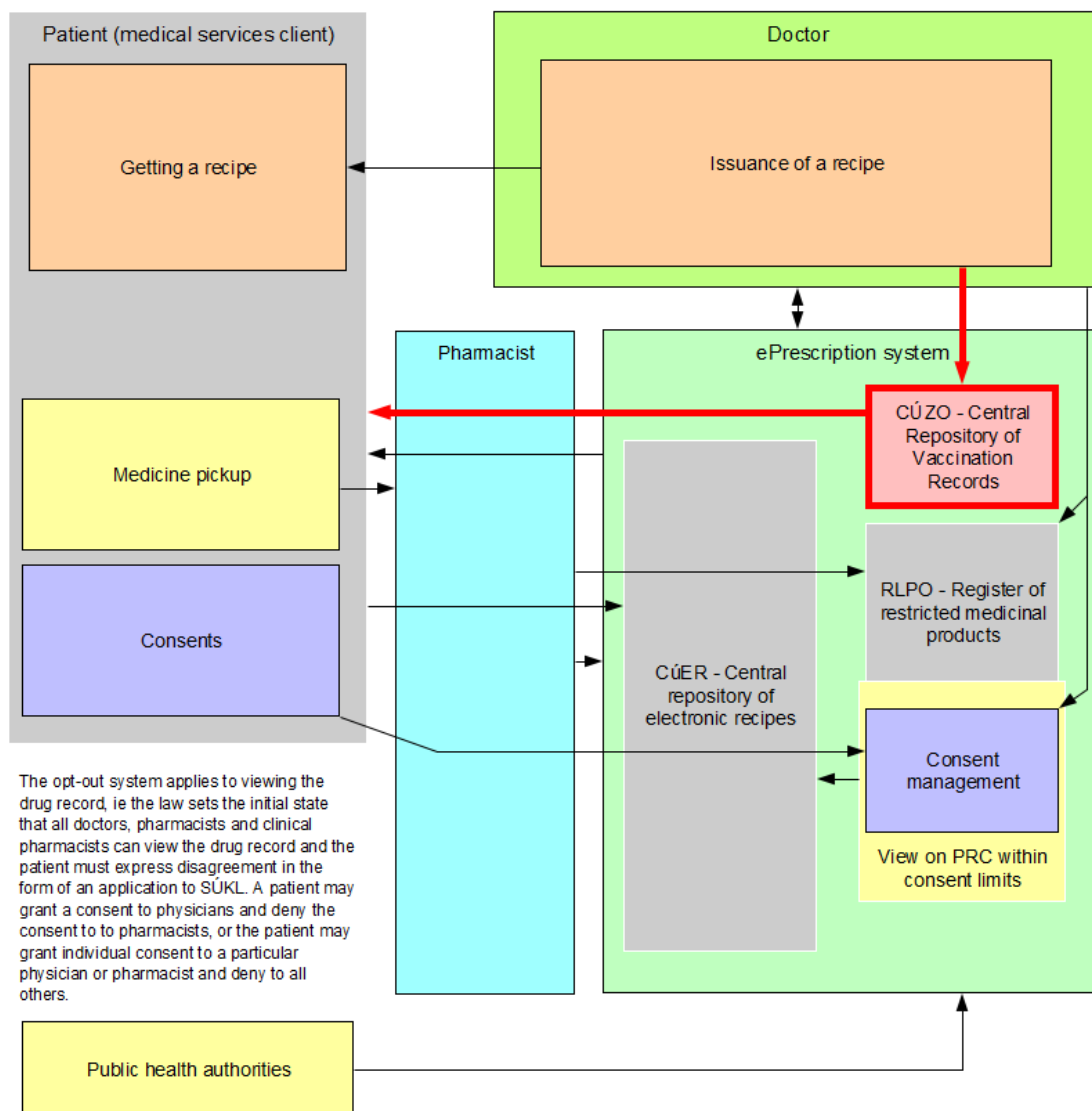 Patient (medical services client)
Doctor
Getting a recipe
Issuance of a recipe
Pharmacist
ePrescription system
CÚZO - Central
Repository of
Vaccination
Records
Medicine pickup
RLPO - Register of
restricted medicinal
products
Consents
CúER - Central
repository of
electronic recipes
Consent
management
View on PRC within
consent limits
The opt-out system applies to viewing the
drug record, ie the law sets the initial state
that all doctors, pharmacists and clinical
pharmacists can view the drug record and the
patient must express disagreement in the
form of an application to SÚKL. A patient may
grant a consent to physicians and deny the
consent to to pharmacists, or the patient may
grant individual consent to a particular
physician or pharmacist and deny to all
others.
Public health authorities